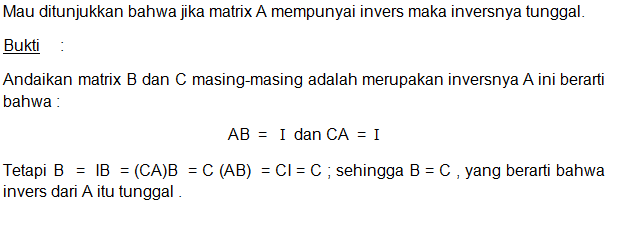 Mau ditunjukkan bahwa jika matrix A mempunyai invers maka inversnya tunggal.
Bukti :
Andaikan matrix B dan C masing-masing adalah merupakan inversnya A ini berarti
bahwa :
AB = I dan CA = I
Tetapi B = IB = (CA)B = C (AB) = CI = C ; sehingga B = C , yang berarti bahwa
invers dari A itu tunggal .